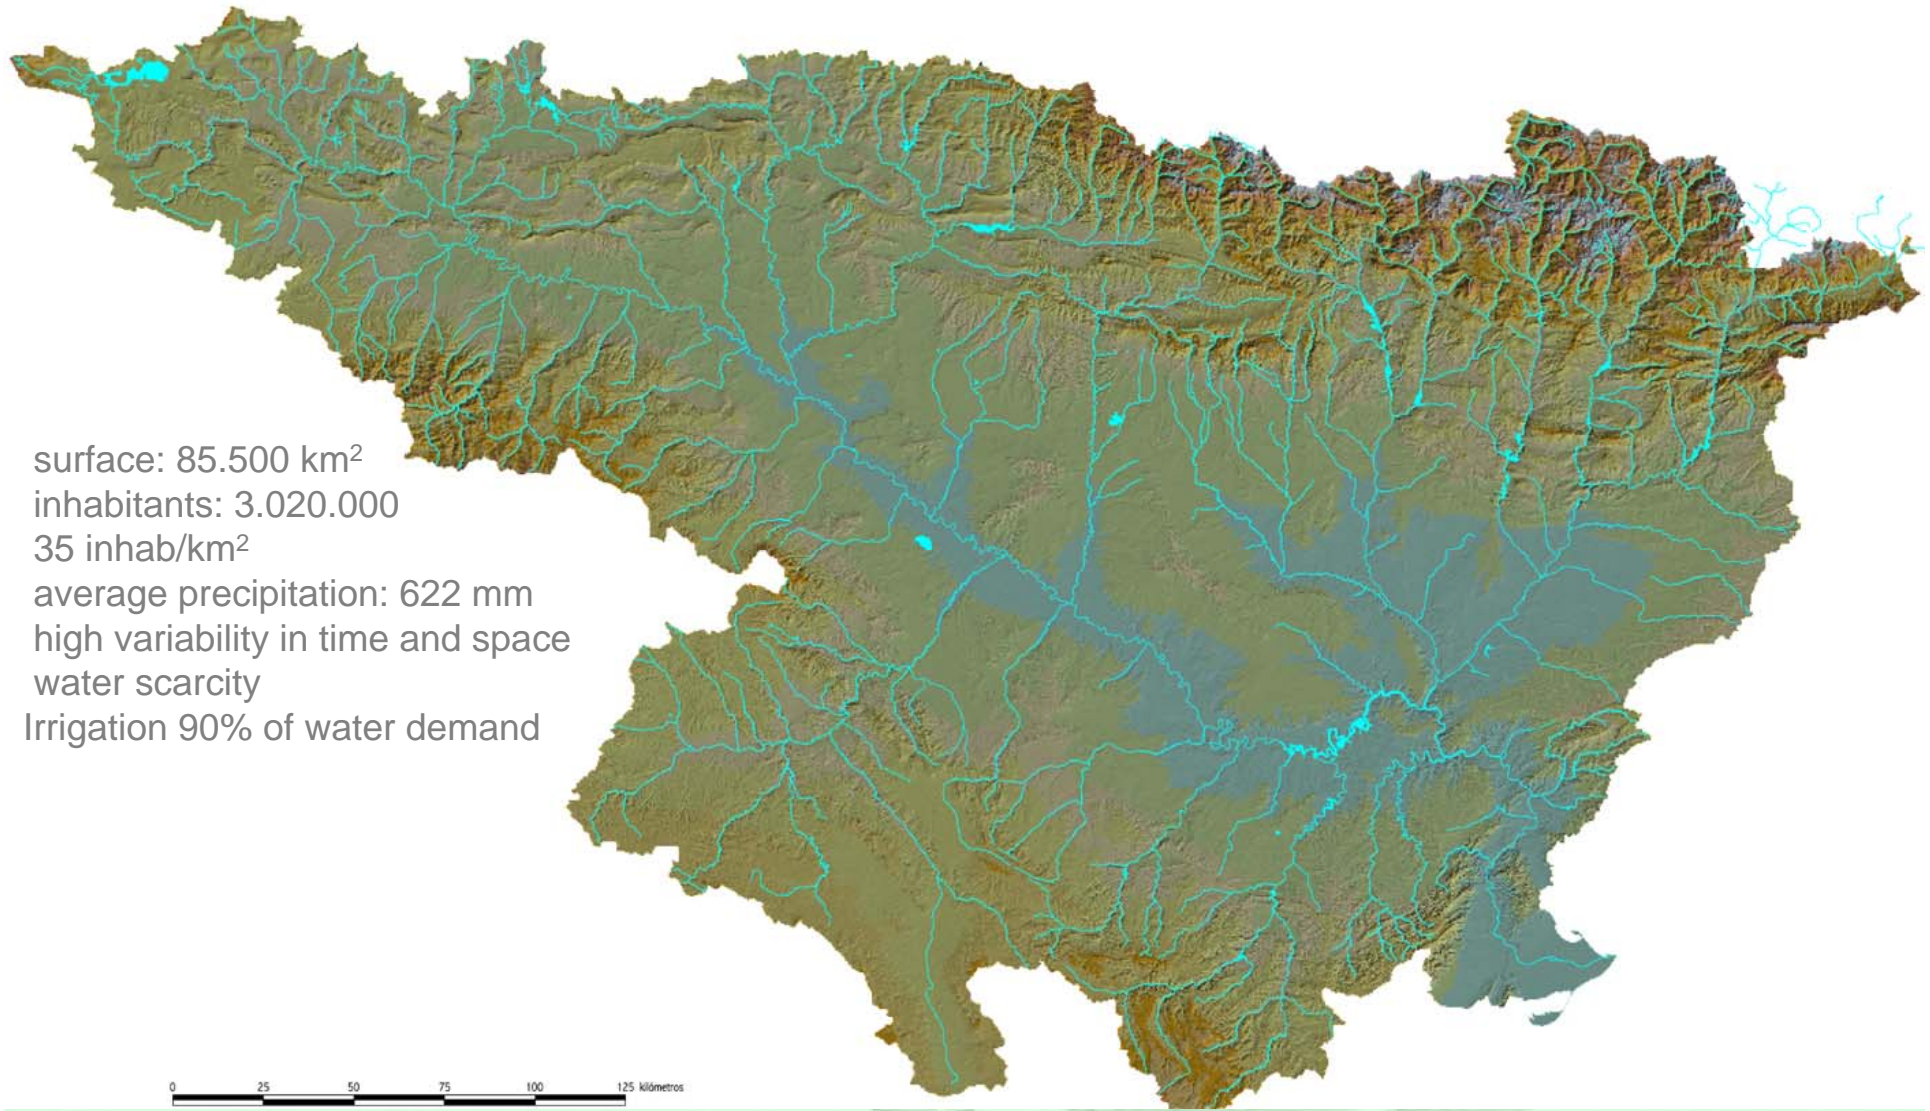 surface: 85.500 km²
inhabitants: 3.020.000
35 inhab/km²
average precipitation: 622 mm
high variability in time and space
water scarcity
Irrigation 90% of water demand
0 25 50 75 100 125 kilómetros